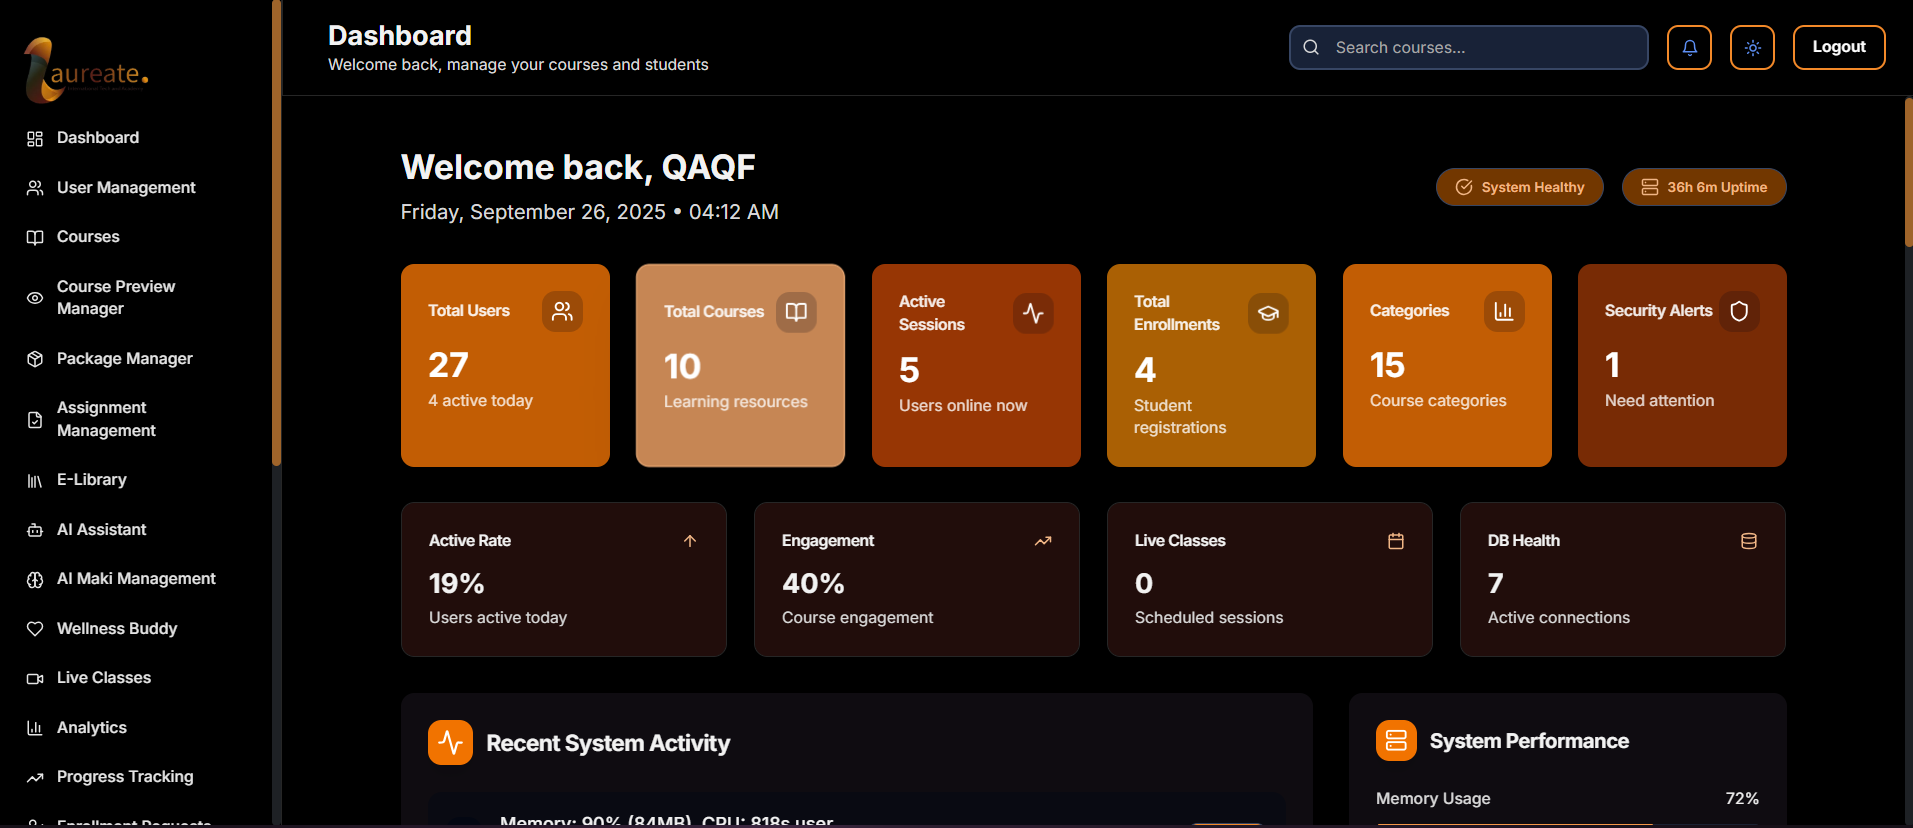 aureate.
Dashboard
User Management
Courses
Course Preview
Manager
Package Manager
Assignment
Management
E-Library
AI Assistant
AI Maki Management
Wellness Buddy
Live Classes
Analytics
Progress Tracking
Enrollment Requests
Dashboard
Welcome back, manage your courses and students
Search courses...
Logout
Welcome back, QAQF
Friday, September 26, 2025 • 04:12 AM
System Healthy
36h 6m Uptime
Total Users
27
4 active today
Total Courses
10
Learning resources
Active
Sessions
5
Users online now
Total
Enrollments
4
Student
registrations
Categories
15
Course categories
Security Alerts
1
Need attention
Active Rate
19%
Users active today
Engagement
40%
Course engagement
Live Classes
0
Scheduled sessions
DB Health
7
Active connections
Recent System Activity
Memory: 90% (84MB), CPU: 818s user
System Performance
Memory Usage
72%